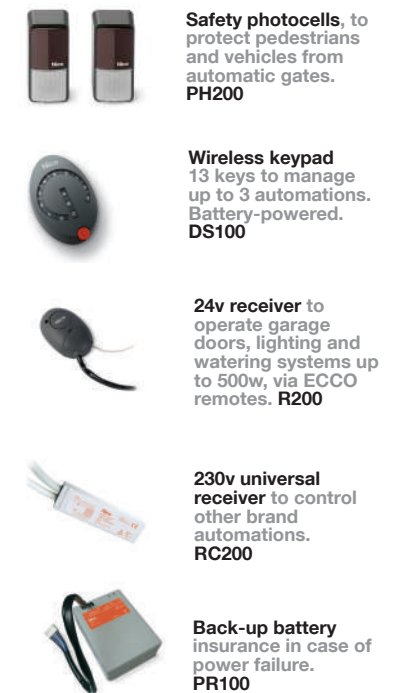 Safety photocells, to
protect pedestrians
and vehicles from
automatic gates.
PH200
Wireless keypad
13 keys to manage
up to 3 automations.
Battery-powered.
DS100
24v receiver to
operate garage
doors, lighting and
watering systems up
to 500w, via ECCO
remotes. R200
230v universal
receiver to control
other brand
automations.
RC200
Back-up battery
insurance in case of
power failure.
PR100